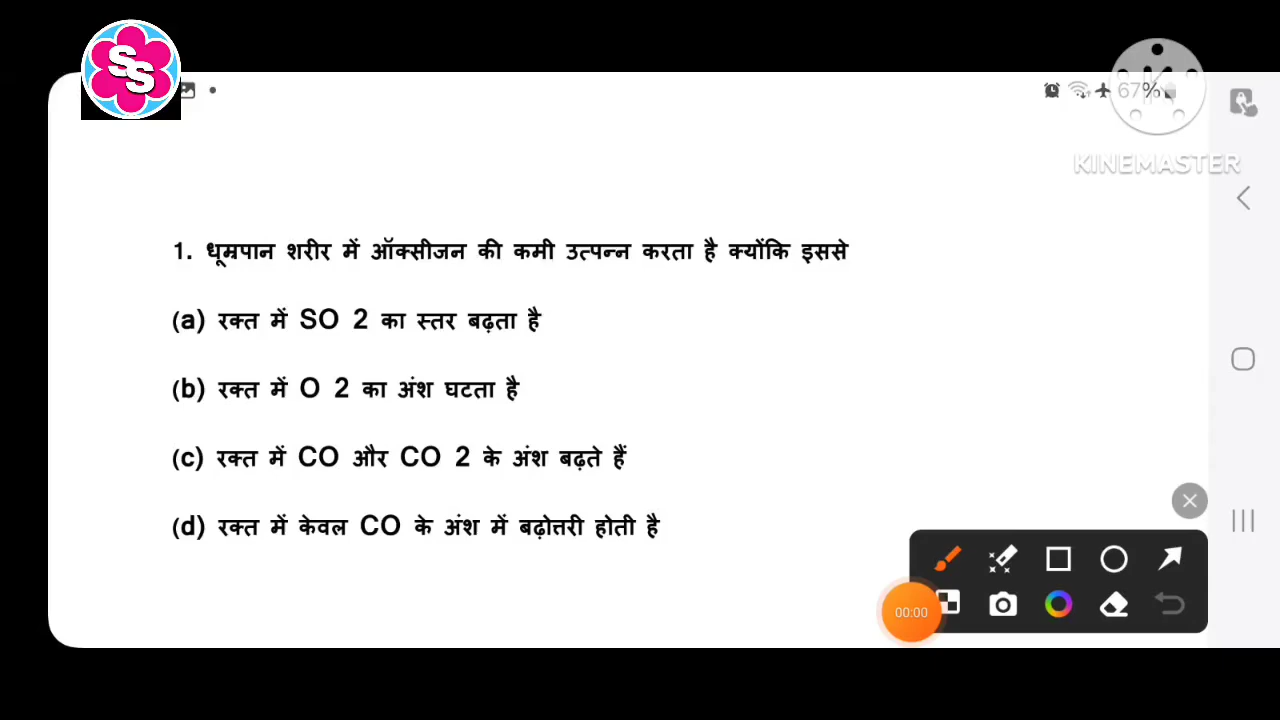 SS
67%
KINEMASTER
1. धूम्रपान शरीर में ऑक्सीजन की कमी उत्पन्न करता है क्योंकि इससे
(a) रक्त में SO 2 का स्तर बढ़ता है
(b) रक्त में O 2 का अंश घटता है
(c) रक्त में CO और CO 2 के अंश बढ़ते हैं
(d) रक्त में केवल CO के अंश में बढ़ोत्तरी होती है
00:00